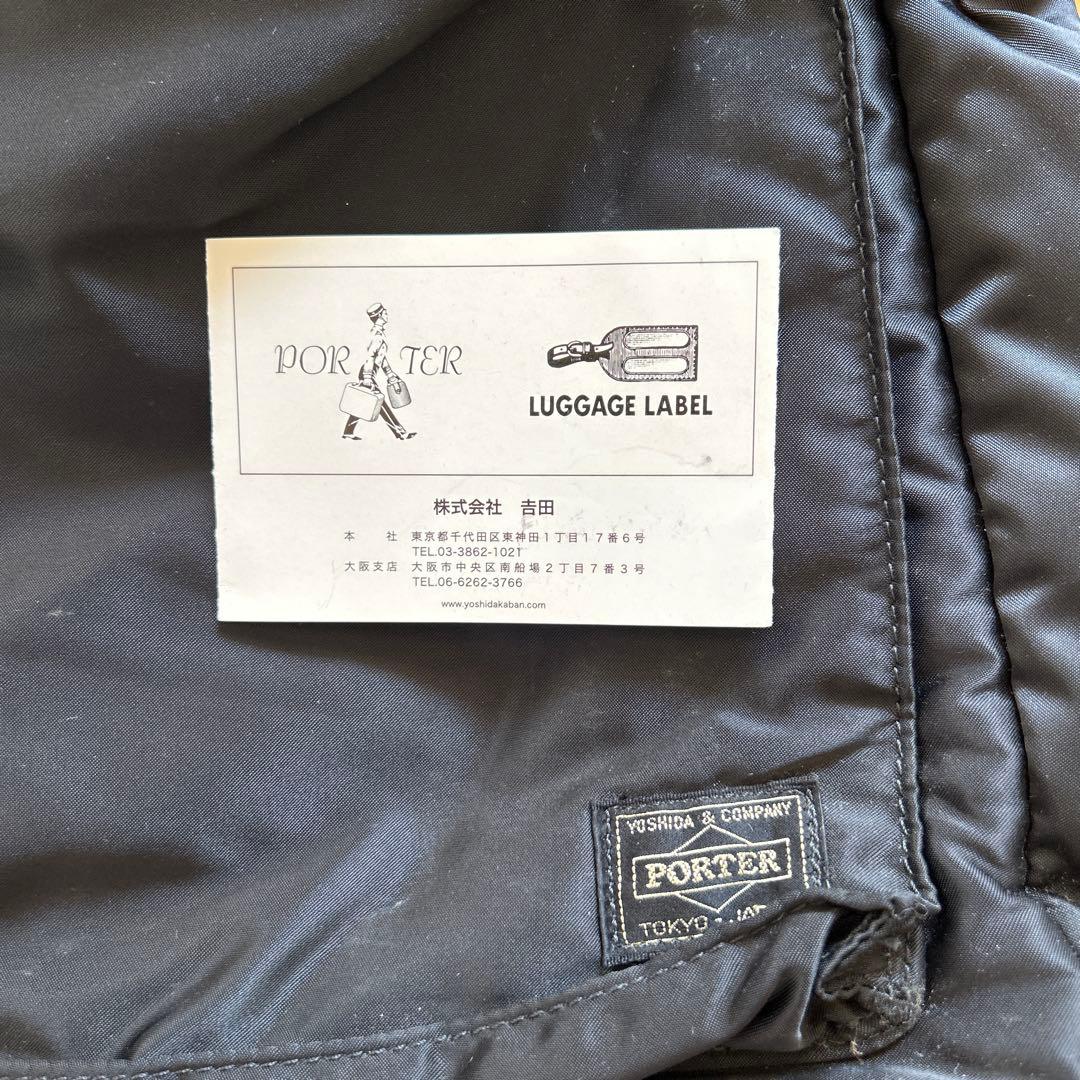 PORTER
LUGGAGE LABEL
株式会社 𠮷田
本 社 東京都千代田区東神田1丁目17番6号
TEL.03-3862-1021
大阪支店 大阪市中央区南船場2丁目7番3号
TEL.06-6262-3766
www.yoshidakaban.com
YOSHIDA & COMPANY
PORTER
TOKYO